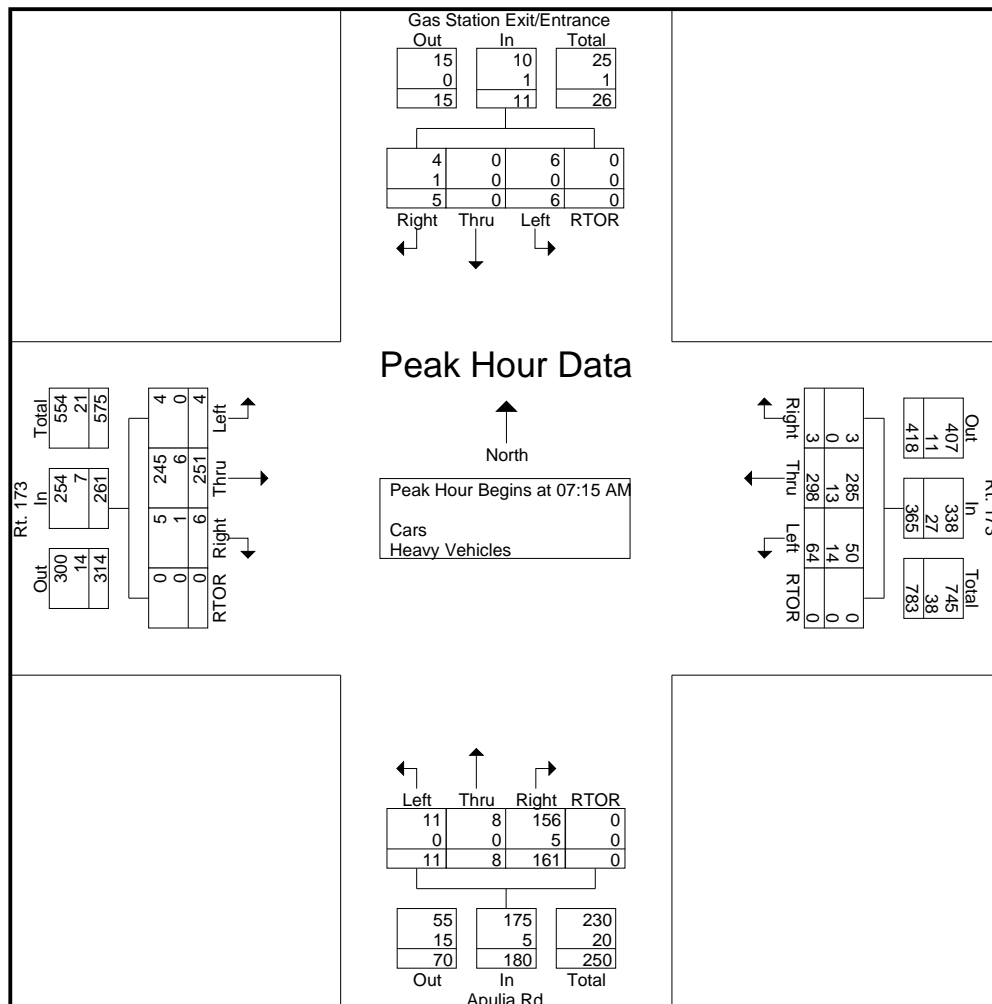 Gas Station Exit/Entrance
Out In Total
15 10 25
0 1 1
15 11 26
4 0 6 0
1 0 0 0
5 0 6 0
Right Thru Left RTOR
Peak Hour Data
North
Peak Hour Begins at 07:15 AM
Cars
Heavy Vehicles
Rt. 173
Out In Total
300 254 554
14 7 21
314 261 575
4 245 5 0
0 6 1 0
4 251 6 0
Left Thru Right RTOR
Rt. 173
Out In Total
407 338 745
11 27 38
418 365 783
3 285 50 0
0 13 14 0
3 298 64 0
Right Thru Left RTOR
Left Thru Right RTOR
11 8 156 0
0 0 5 0
11 8 161 0
55 175 230
15 5 20
70 180 250
Out In Total
Apulia Rd